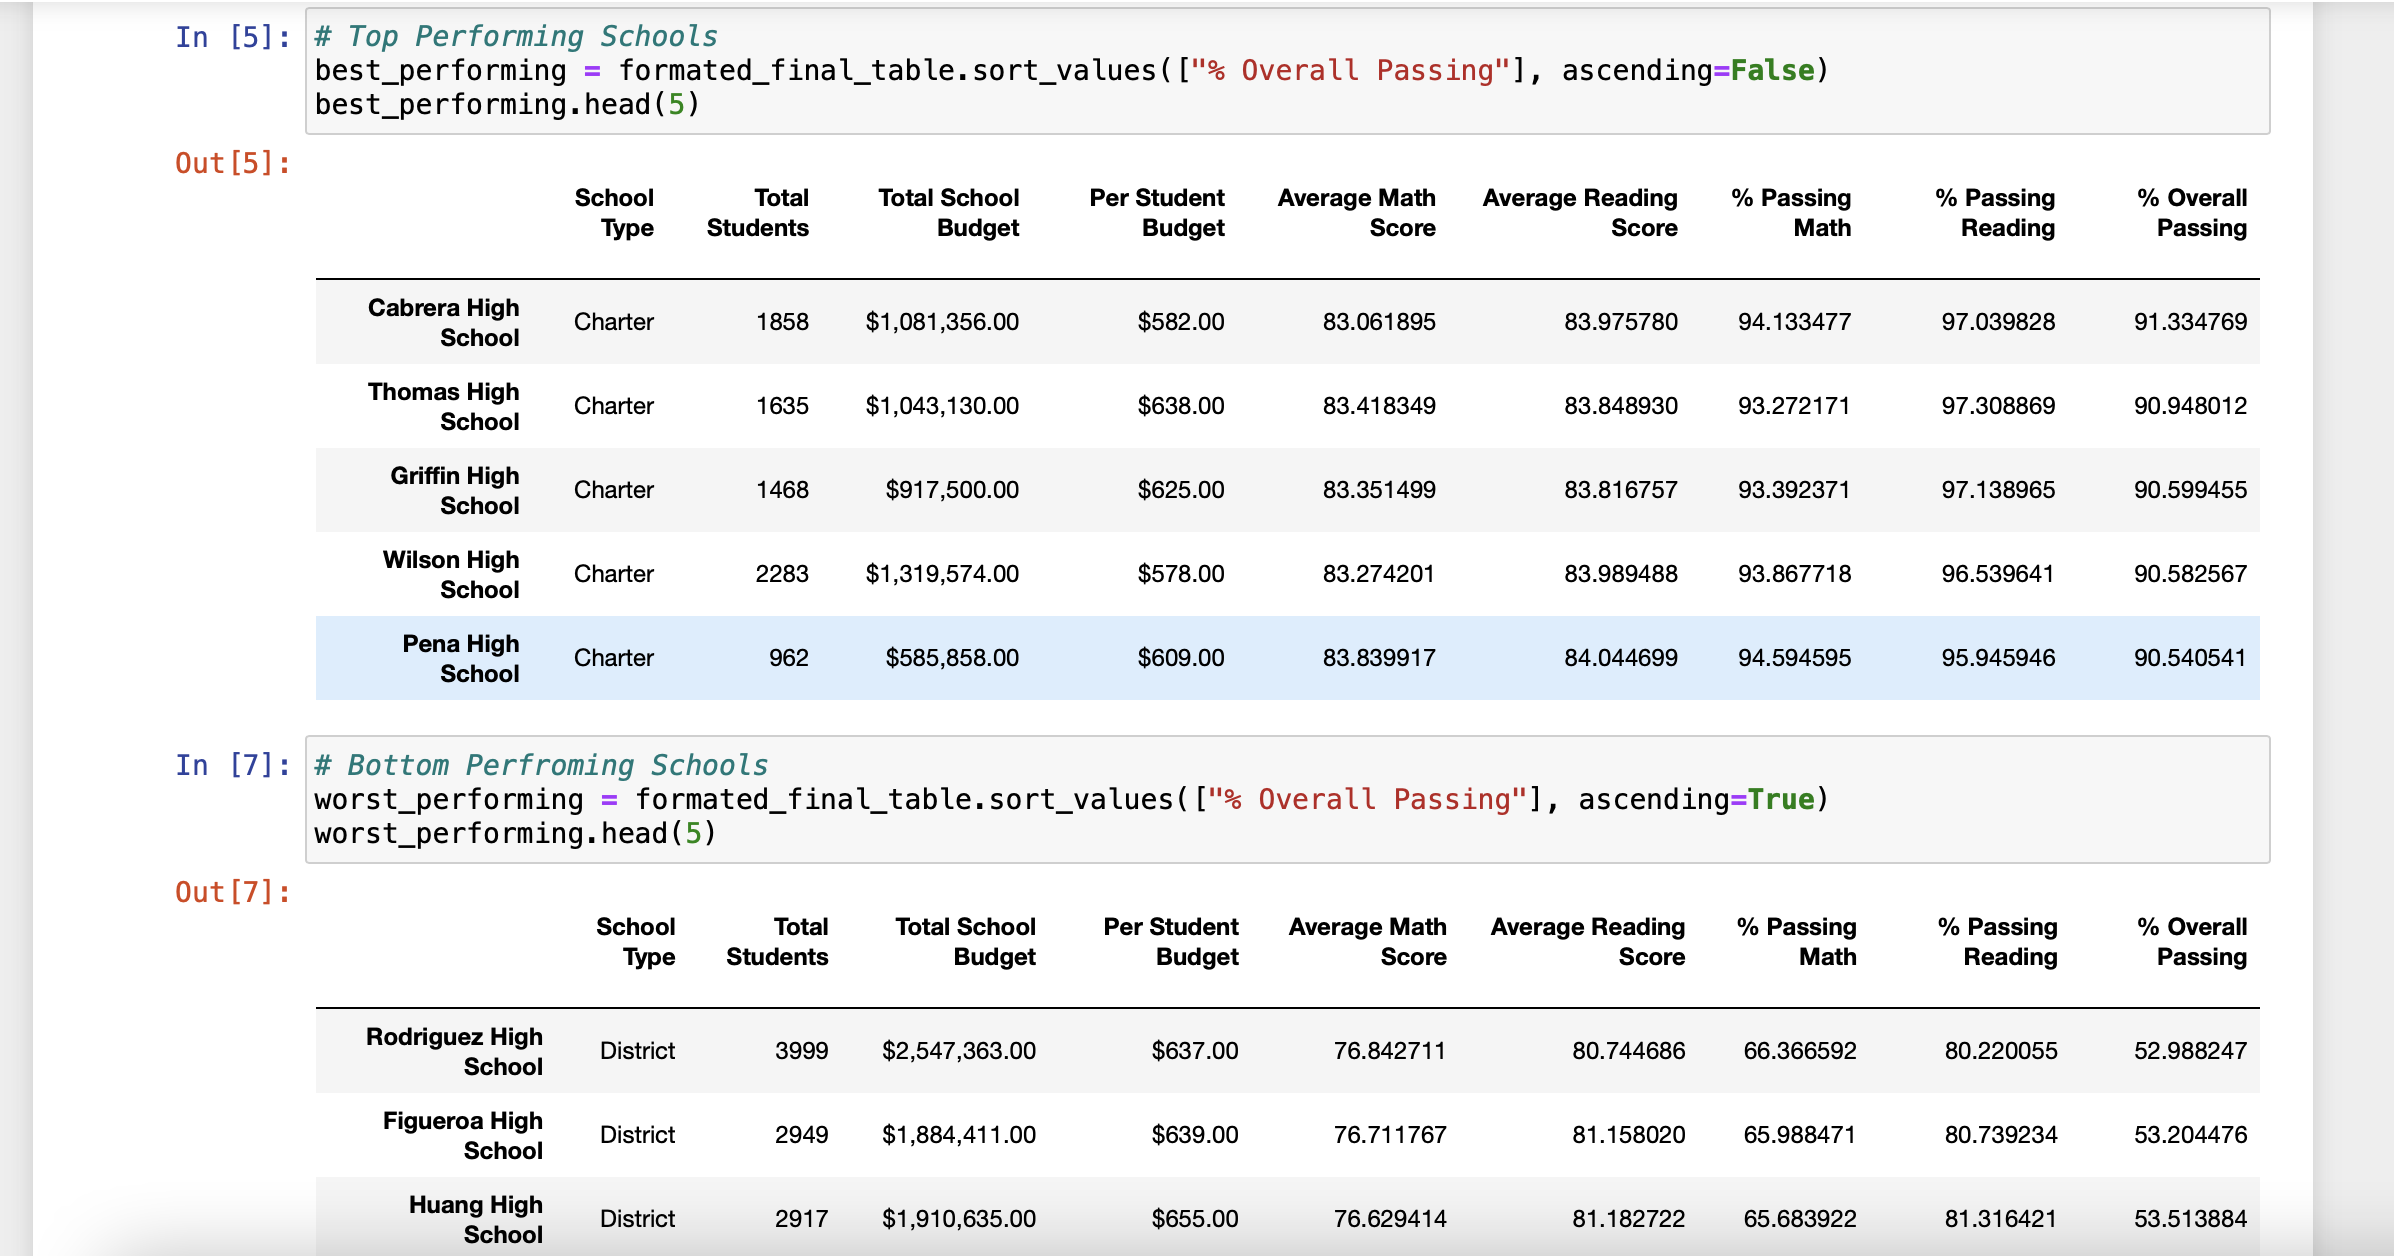 In [5]: # Top Performing Schools
best_performing = formated_final_table.sort_values(["% Overall Passing"], ascending=False)
best_performing.head(5)
Out[5]:
School Type Total Students Total School Budget Per Student Budget Average Math Score Average Reading Score % Passing Math % Passing Reading % Overall Passing
Cabrera High School Charter 1858 $1,081,356.00 $582.00 83.061895 83.975780 94.133477 97.039828 91.334769
Thomas High School Charter 1635 $1,043,130.00 $638.00 83.418349 83.848930 93.272171 97.308869 90.948012
Griffin High School Charter 1468 $917,500.00 $625.00 83.351499 83.816757 93.392371 97.138965 90.599455
Wilson High School Charter 2283 $1,319,574.00 $578.00 83.274201 83.989488 93.867718 96.539641 90.582567
Pena High School Charter 962 $585,858.00 $609.00 83.839917 84.044699 94.594595 95.945946 90.540541
In [7]: # Bottom Perfroming Schools
worst_performing = formated_final_table.sort_values(["% Overall Passing"], ascending=True)
worst_performing.head(5)
Out[7]:
School Type Total Students Total School Budget Per Student Budget Average Math Score Average Reading Score % Passing Math % Passing Reading % Overall Passing
Rodriguez High School District 3999 $2,547,363.00 $637.00 76.842711 80.744686 66.366592 80.220055 52.988247
Figueroa High School District 2949 $1,884,411.00 $639.00 76.711767 81.158020 65.988471 80.739234 53.204476
Huang High School District 2917 $1,910,635.00 $655.00 76.629414 81.182722 65.683922 81.316421 53.513884